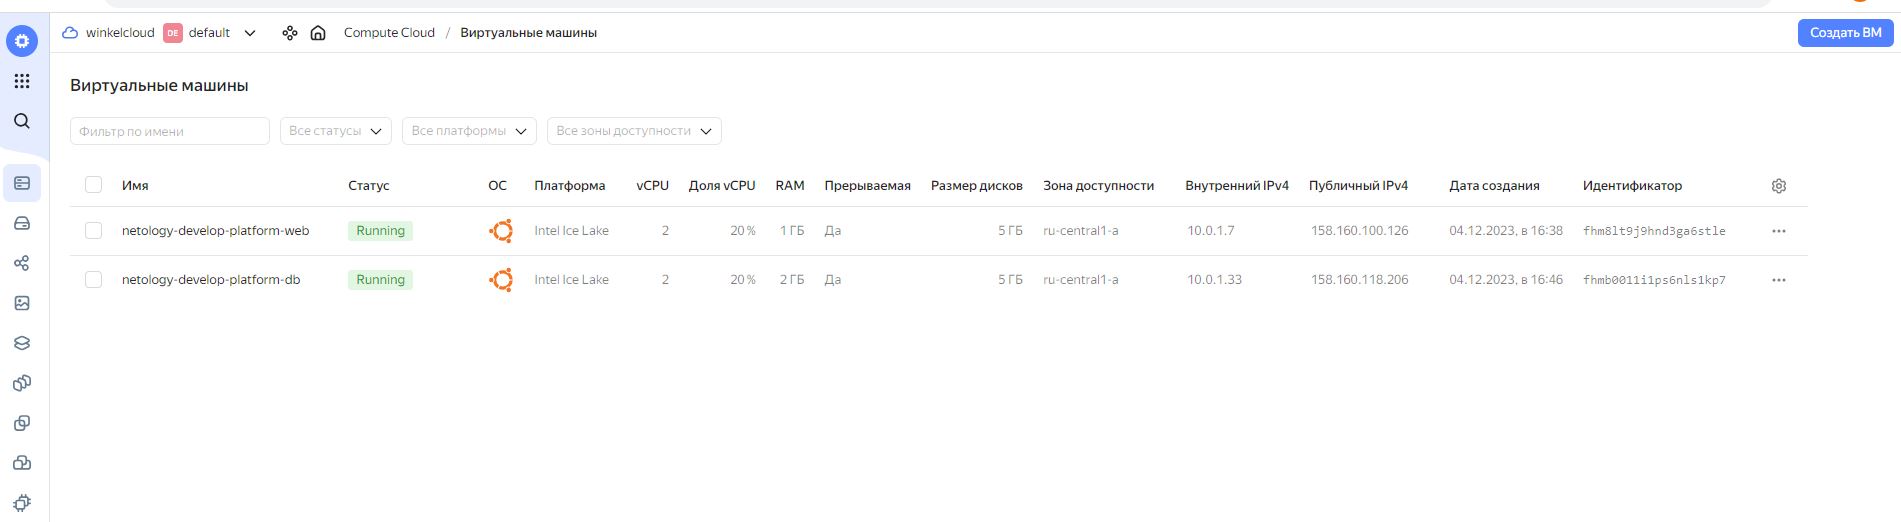 winkelcloud DE default Compute Cloud / Виртуальные машины Создать ВМ
Виртуальные машины
Фильтр по имени Все статусы Все платформы Все зоны доступности
Имя Статус ОС Платформа vCPU Доля vCPU RAM Прерываемая Размер дисков Зона доступности Внутренний IPv4 Публичный IPv4 Дата создания Идентификатор
netology-develop-platform-web Running Intel Ice Lake 2 20 % 1 ГБ Да 5 ГБ ru-central1-a 10.0.1.7 158.160.100.126 04.12.2023, в 16:38 fhm8lt9j9hnd3ga6stle
netology-develop-platform-db Running Intel Ice Lake 2 20 % 2 ГБ Да 5 ГБ ru-central1-a 10.0.1.33 158.160.118.206 04.12.2023, в 16:46 fhmb0011i1ps6nls1kp7